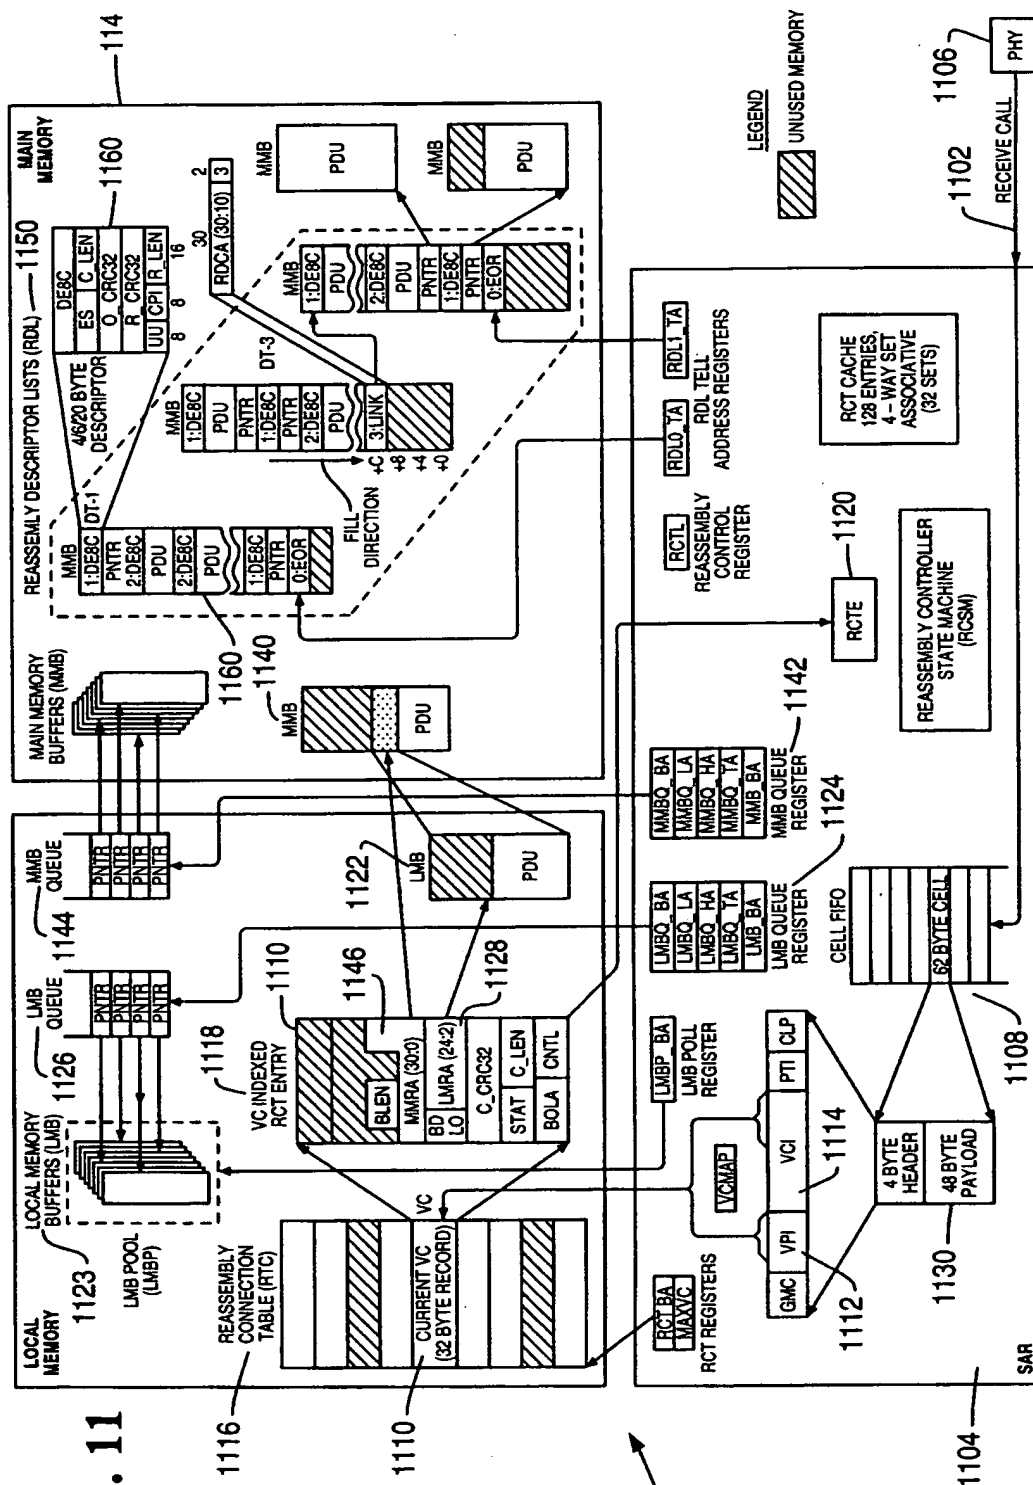 . 11
LOCAL
MEMORY
1123
LOCAL MEMORY
BUFFERS (LMB)
LMB POOL
(LMBP)
1126
LMB
QUEUE
PNTR
PNTR
PNTR
PNTR
1144
MMB
QUEUE
PNTR
PNTR
PNTR
PNTR
1116
REASSEMBLY
CONNECTION
TABLE (RTC)
1110
CURRENT VC
(32 BYTE RECORD)
VC
1118
VC INDEXED
RCT ENTRY
1110
1146
BLEN
MMRA (30:0)
BD
LO
LMRA (24:2)
1128
C_CRC32
STAT
C_LEN
BOLA
CNTL
1122
LMB
PDU
MAIN MEMORY
BUFFERS (MMB)
1140
MMB
PDU
MAIN
MEMORY
114
REASSEMLY DESCRIPTOR LISTS (RDL)
1150
MMB
1:DE8C
DT-1
PNTR
2:DE8C
PDU
2:DE8C
PDU
1:DE8C
PNTR
0:EOR
1160
4/6/20 BYTE
DESCRIPTOR
DE8C
ES
C_LEN
O_CRC32
R_CRC32
UU
CPI
R_LEN
8
8
16
1160
FILL
DIRECTION
MMB
1:DE8C
PDU
PNTR
1:DE8C
PNTR
2:DE8C
PDU
3:LINK
+C
+8
+4
+0
DT-3
30
2
RDCA (30:10)
3
MMB
1:DE8C
PDU
2:DE8C
PDU
PNTR
1:DE8C
PNTR
0:EOR
MMB
PDU
MMB
PDU
1104
SAR
RCT BA
MAXVC
RCT REGISTERS
VCMAP
GMC
VPI
VCI
PTI
CLP
1112
1114
4 BYTE
HEADER
48 BYTE
PAYLOAD
1130
LMBP_BA
LMB POLL
REGISTER
LMBQ_BA
LMBQ_LA
LMBQ_HA
LMBQ_TA
LMB_BA
LMB QUEUE
REGISTER
1124
MMBQ_BA
MMBQ_LA
MMBQ_HA
MMBQ_TA
MMB_BA
MMB QUEUE
REGISTER
1142
CELL FIFO
62 BYTE CELL
1108
RCTE
1120
REASSEMBLY CONTROLLER
STATE MACHINE
(RCSM)
RCTL
REASSEMBLY
CONTROL
REGISTER
RDL0_TA
RDL1_TA
RDL TELL
ADDRESS REGISTERS
RCT CACHE
128 ENTRIES,
4 – WAY SET
ASSOCIATIVE
(32 SETS)
LEGEND
UNUSED MEMORY
1102
RECEIVE CALL
1106
PHY